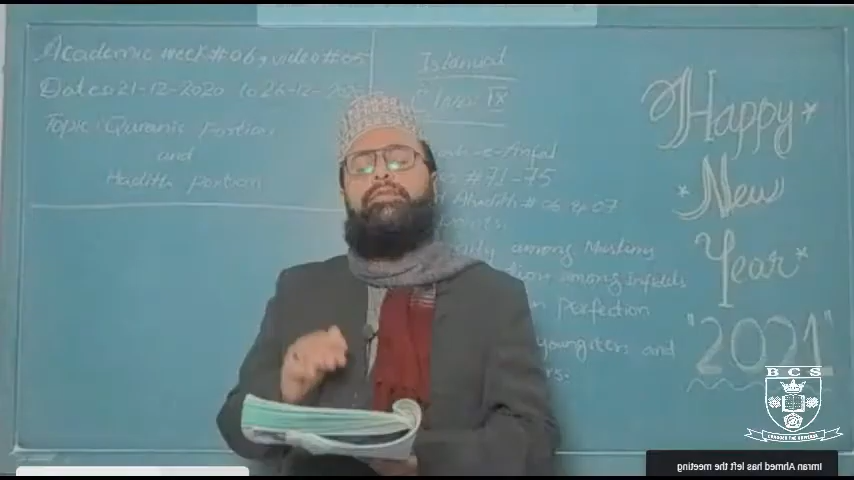 Academic week # 06, video # 05
Dates 21-12-2020 to 26-12-2020
Topic: Quranic Portion
and
Hadith Portion
Islamiat
Class: IX
-e-Anfal
# 71-75
Ahadith # 06 & 07
points:
among Muslims
among Infidels
Perfection
youngsters and
Happy
New
Year
"2021"
BCS
Imran Ahmed has left the meeting